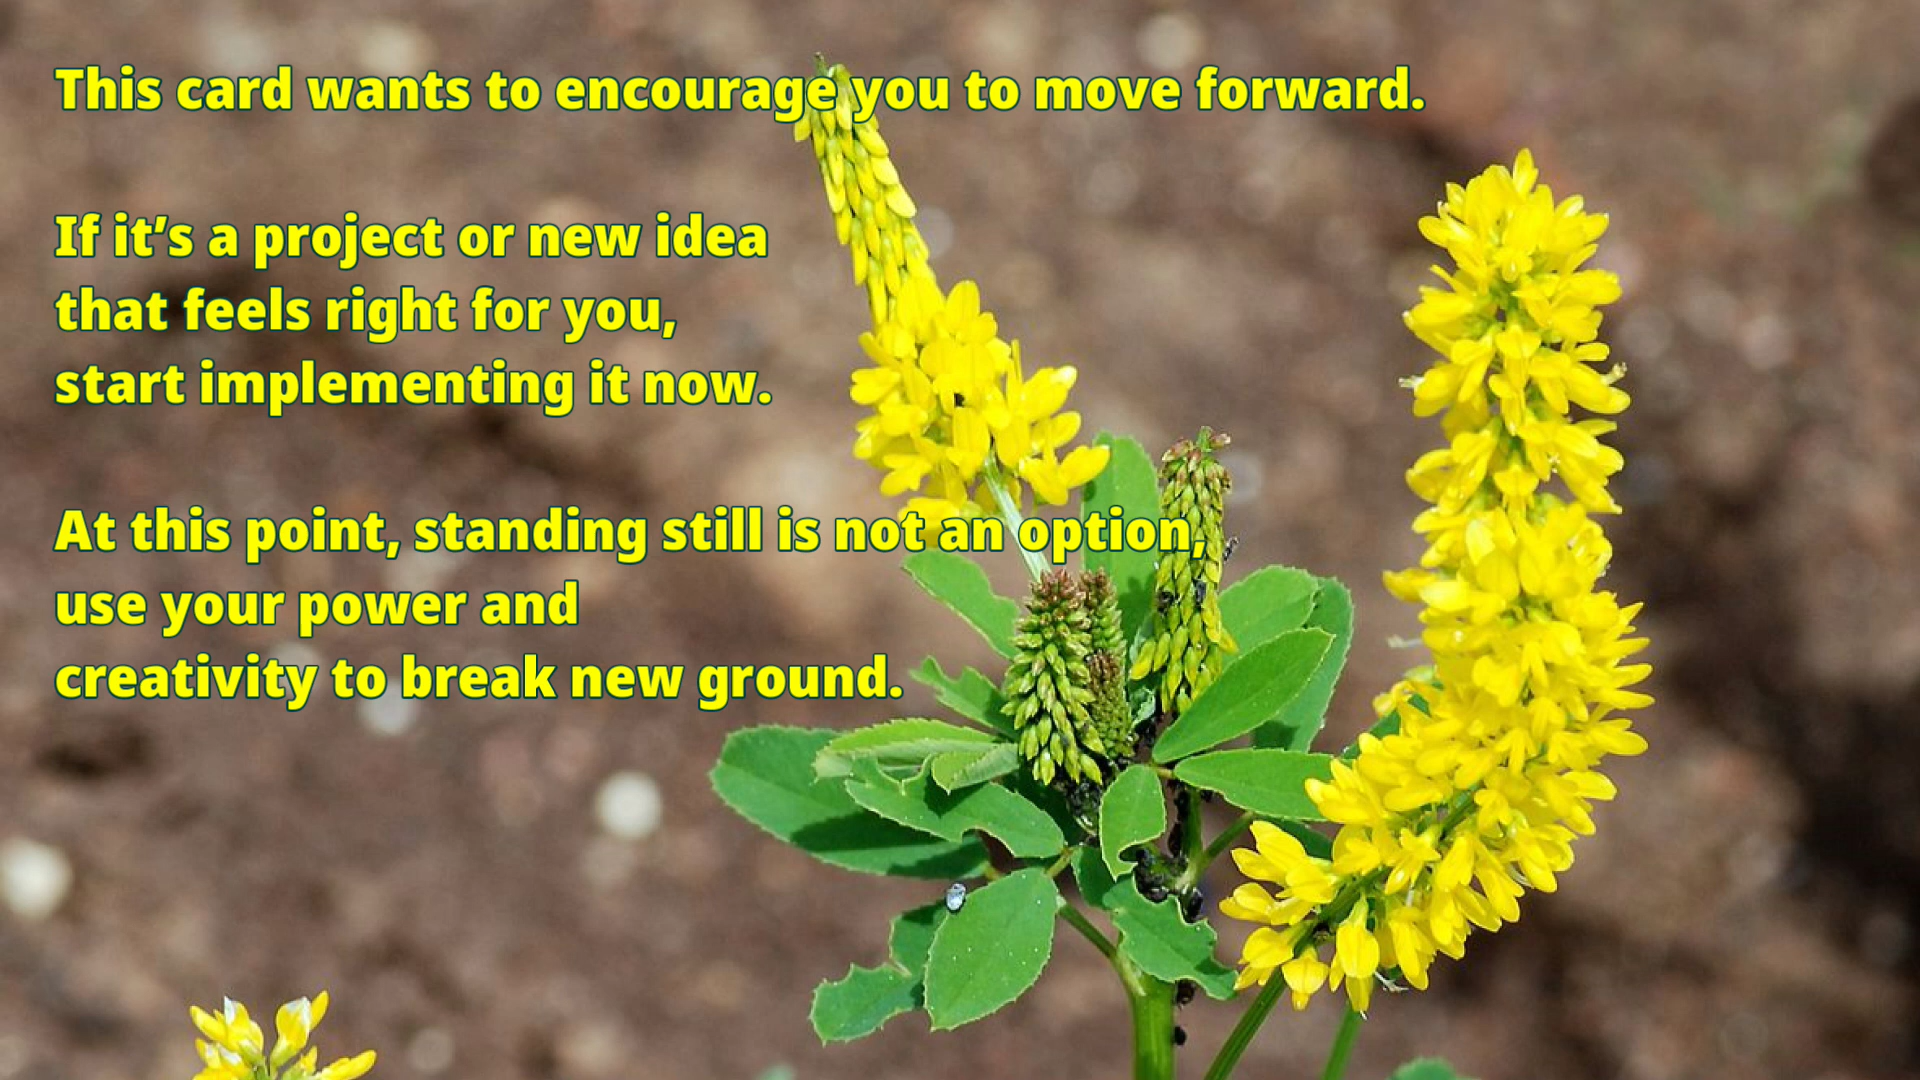 This card wants to encourage you to move forward.
If it’s a project or new idea
that feels right for you,
start implementing it now.
At this point, standing still is not an option,
use your power and
creativity to break new ground.